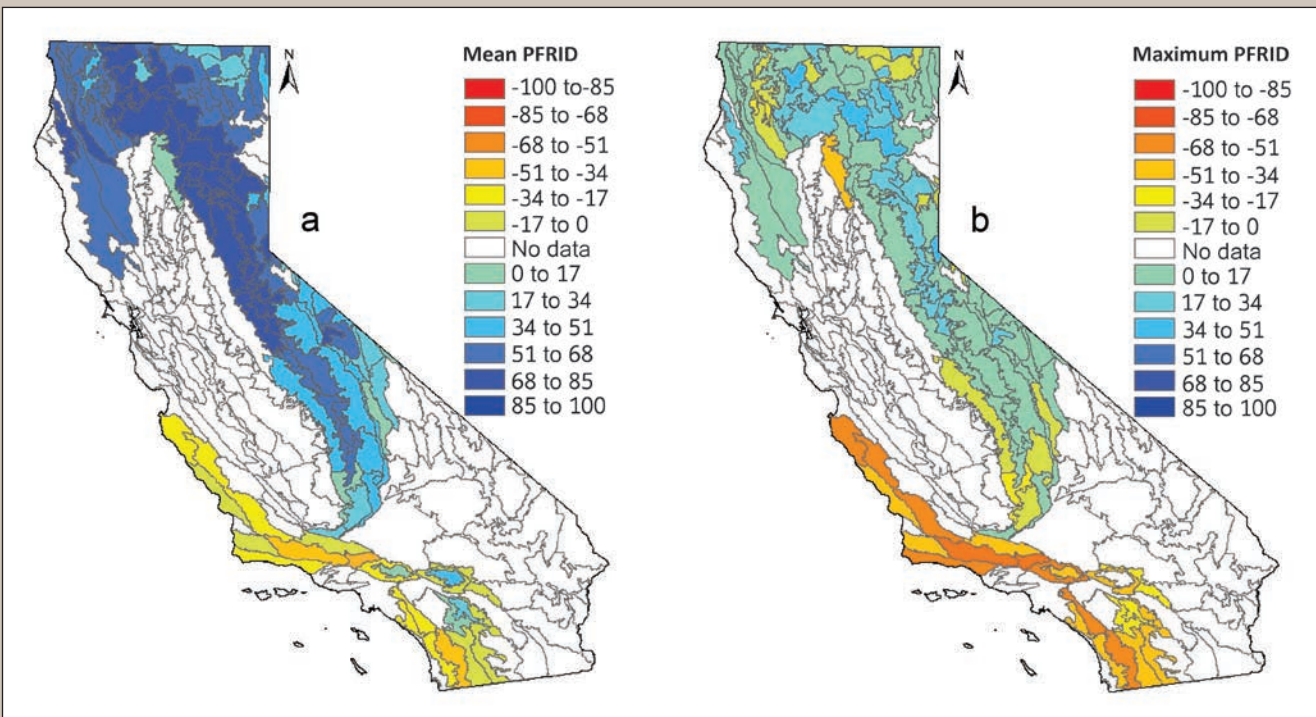 Mean PFRID
-100 to-85
-85 to -68
-68 to -51
-51 to -34
-34 to -17
-17 to 0
No data
0 to 17
17 to 34
34 to 51
51 to 68
68 to 85
85 to 100
N
a
Maximum PFRID
-100 to -85
-85 to -68
-68 to -51
-51 to -34
-34 to -17
-17 to 0
No data
0 to 17
17 to 34
34 to 51
51 to 68
68 to 85
85 to 100
N
b